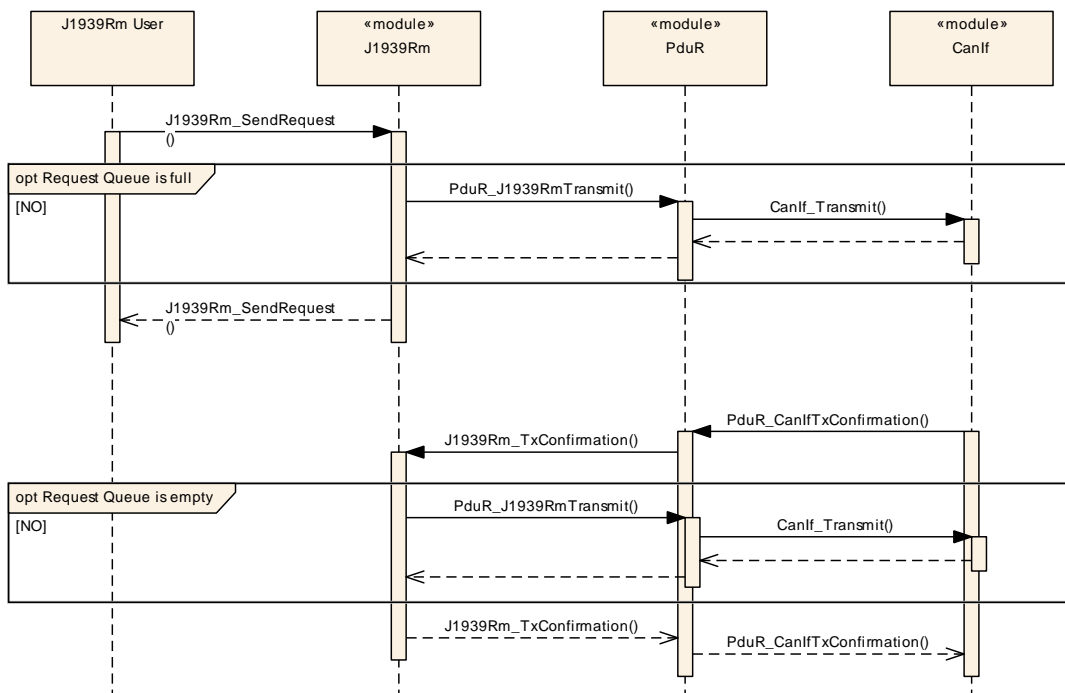 J1939Rm User
«module»
J1939Rm
«module»
PduR
«module»
CanIf
J1939Rm_SendRequest
()
opt Request Queue is full
[NO]
PduR_J1939RmTransmit()
CanIf_Transmit()
J1939Rm_SendRequest
()
PduR_CanIfTxConfirmation()
J1939Rm_TxConfirmation()
opt Request Queue is empty
[NO]
PduR_J1939RmTransmit()
CanIf_Transmit()
J1939Rm_TxConfirmation()
PduR_CanIfTxConfirmation()